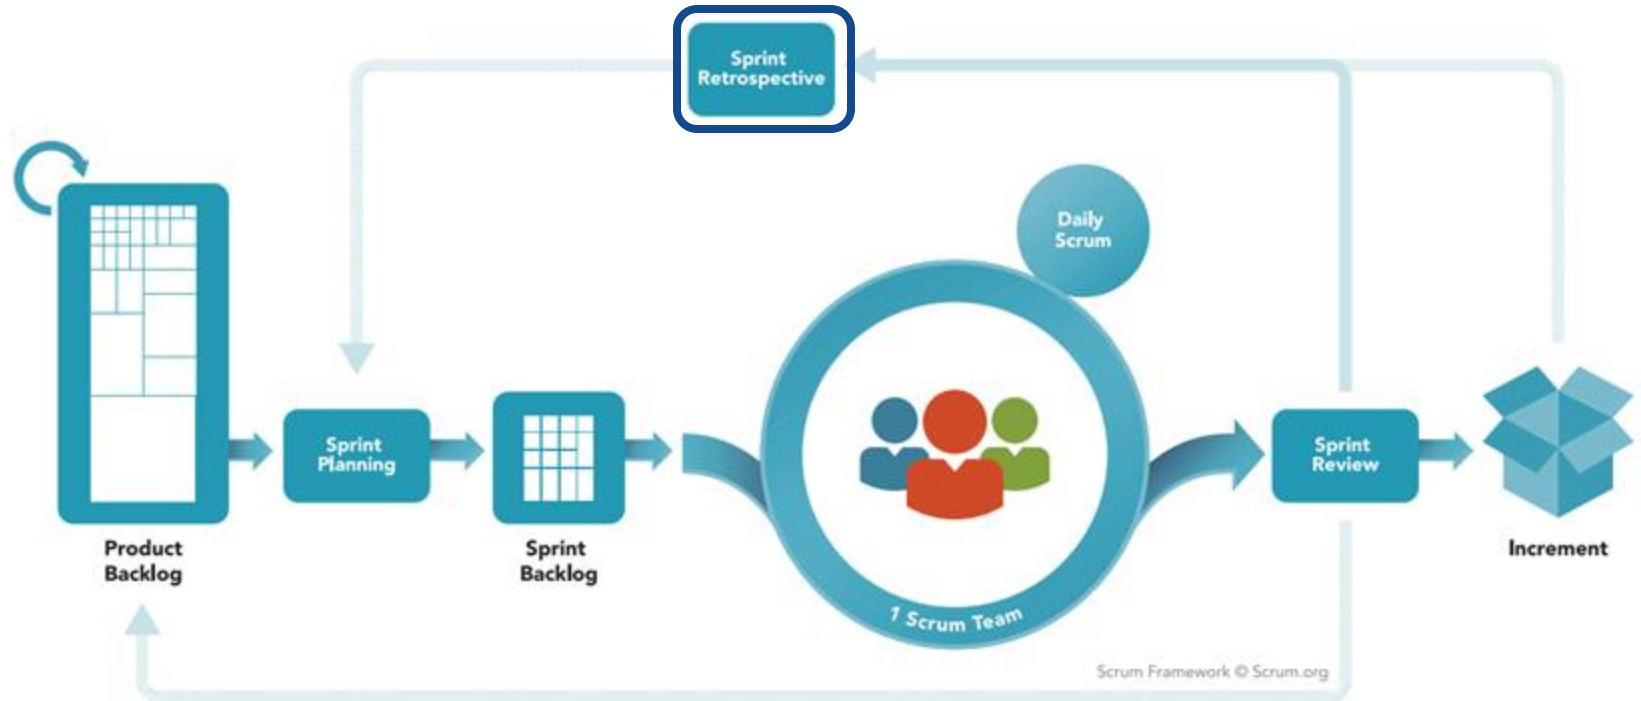 Sprint
Retrospective
Daily
Scrum
Sprint
Planning
Sprint
Review
Product
Backlog
Sprint
Backlog
Increment
1 Scrum Team
Scrum Framework © Scrum.org